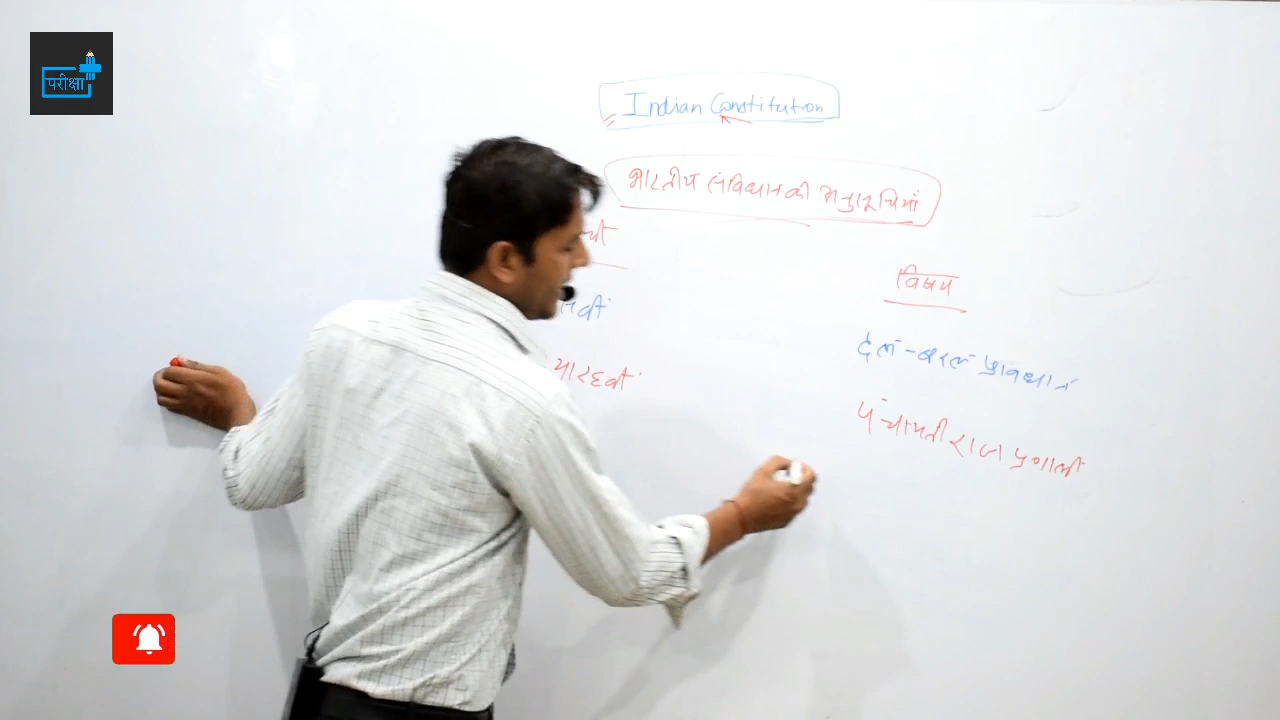 परीक्षा
Indian Constitution
भारतीय संविधान की अनुसूचियाँ
विषय
दल-बदल प्रावधान
पंचायती राज प्रणाली